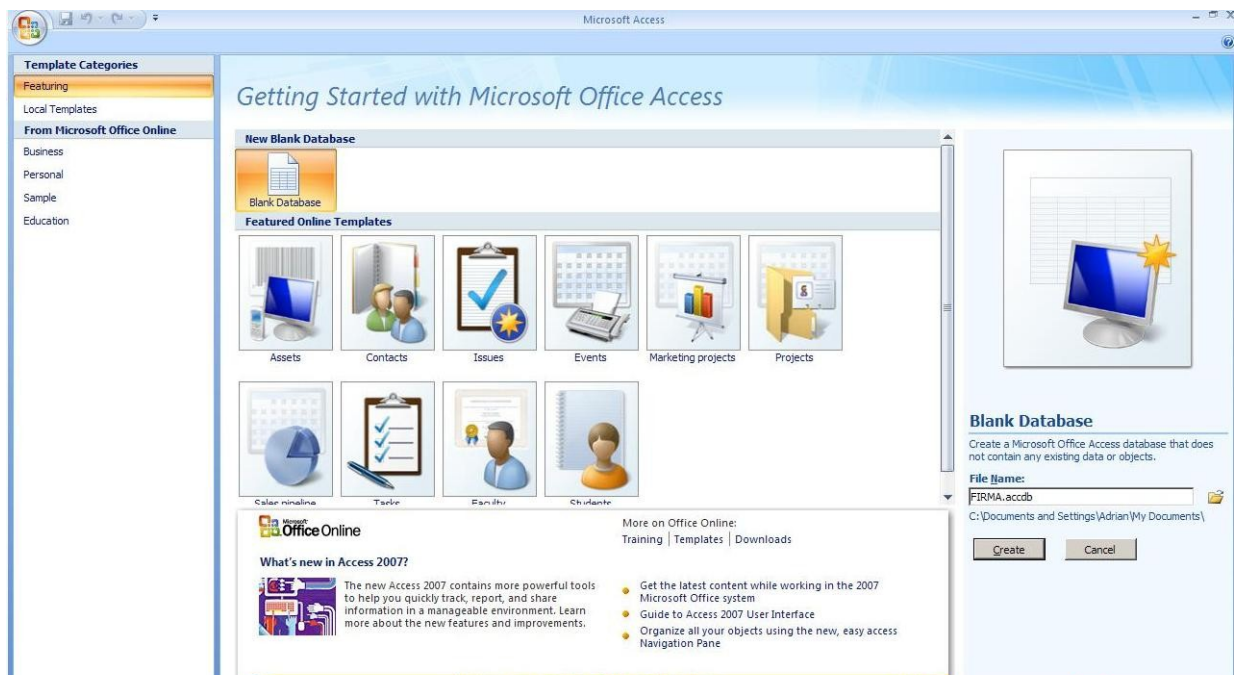 Microsoft Access
Template Categories
Featuring
Local Templates
From Microsoft Office Online
Business
Personal
Sample
Education
Getting Started with Microsoft Office Access
New Blank Database
Blank Database
Featured Online Templates
Assets
Contacts
Issues
Events
Marketing projects
Projects
Sales pipeline
Tasks
Faculty
Students
Microsoft
Office Online
What's new in Access 2007?
The new Access 2007 contains more powerful tools
to help you quickly track, report, and share
information in a manageable environment. Learn
more about the new features and improvements.
More on Office Online:
Training | Templates | Downloads
Get the latest content while working in the 2007
Microsoft Office system
Guide to Access 2007 User Interface
Organize all your objects using the new, easy access
Navigation Pane
Blank Database
Create a Microsoft Office Access database that does
not contain any existing data or objects.
File Name:
FIRMA.accdb
C:\Documents and Settings\Adrian\My Documents\
Create
Cancel